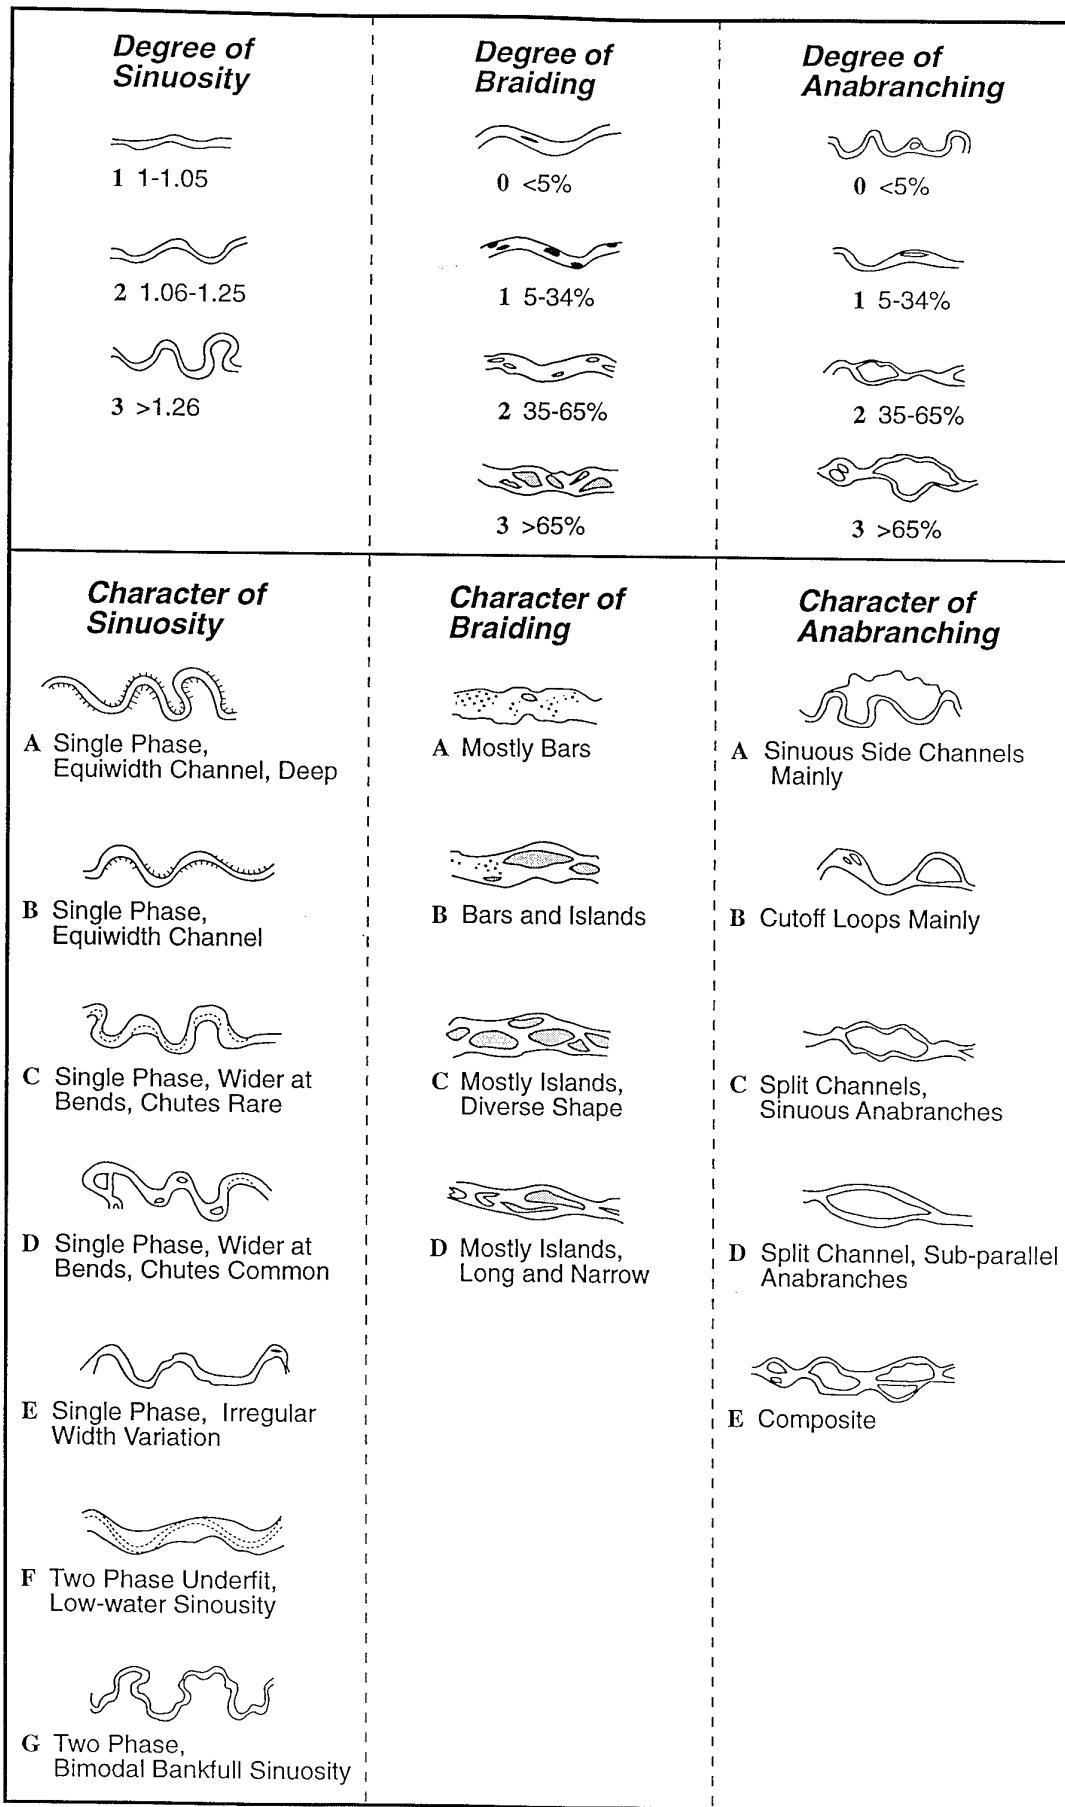 Degree of
Sinuosity
1 1-1.05
2 1.06-1.25
3 >1.26
Degree of
Braiding
0 <5%
1 5-34%
2 35-65%
3 >65%
Degree of
Anabranching
0 <5%
1 5-34%
2 35-65%
3 >65%
Character of
Sinuosity
A Single Phase,
Equiwidth Channel, Deep
B Single Phase,
Equiwidth Channel
C Single Phase, Wider at
Bends, Chutes Rare
D Single Phase, Wider at
Bends, Chutes Common
E Single Phase, Irregular
Width Variation
F Two Phase Underfit,
Low-water Sinousity
G Two Phase,
Bimodal Bankfull Sinuosity
Character of
Braiding
A Mostly Bars
B Bars and Islands
C Mostly Islands,
Diverse Shape
D Mostly Islands,
Long and Narrow
Character of
Anabranching
A Sinuous Side Channels
Mainly
B Cutoff Loops Mainly
C Split Channels,
Sinuous Anabranches
D Split Channel, Sub-parallel
Anabranches
E Composite